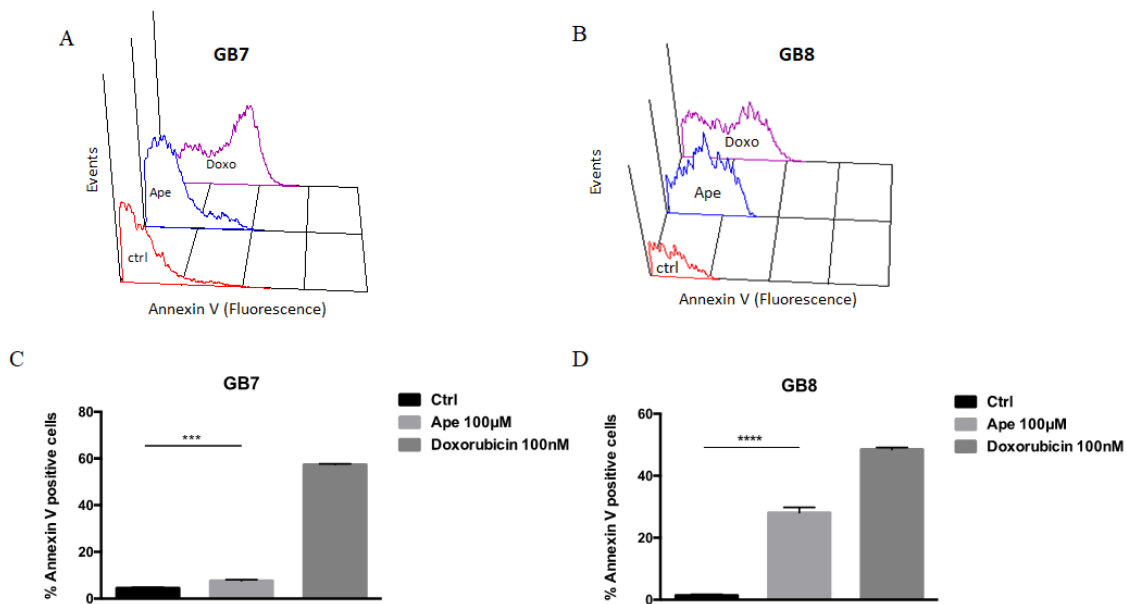 A
GB7
Events
Doxo
Ape
ctrl
Annexin V (Fluorescence)
B
GB8
Events
Doxo
Ape
ctrl
Annexin V (Fluorescence)
C
GB7
% Annexin V positive cells
80
60
40
20
0
***
Ctrl
Ape 100µM
Doxorubicin 100nM
D
GB8
% Annexin V positive cells
60
40
20
0
****
Ctrl
Ape 100µM
Doxorubicin 100nM